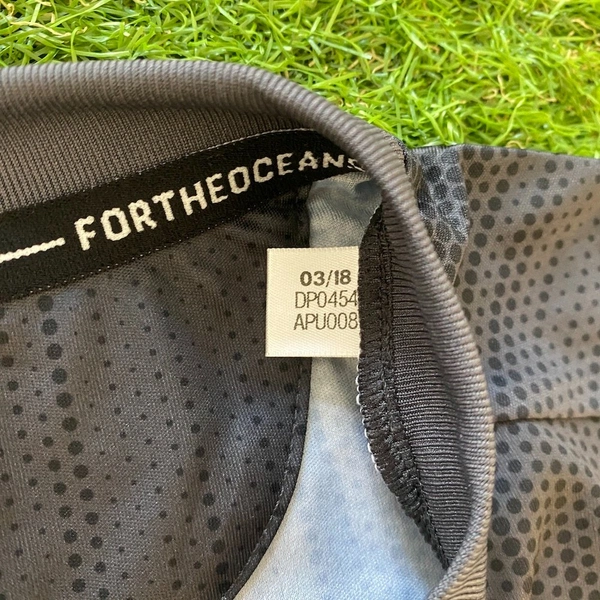 FORTHEOCEANS
03/18
DP0454
APU008